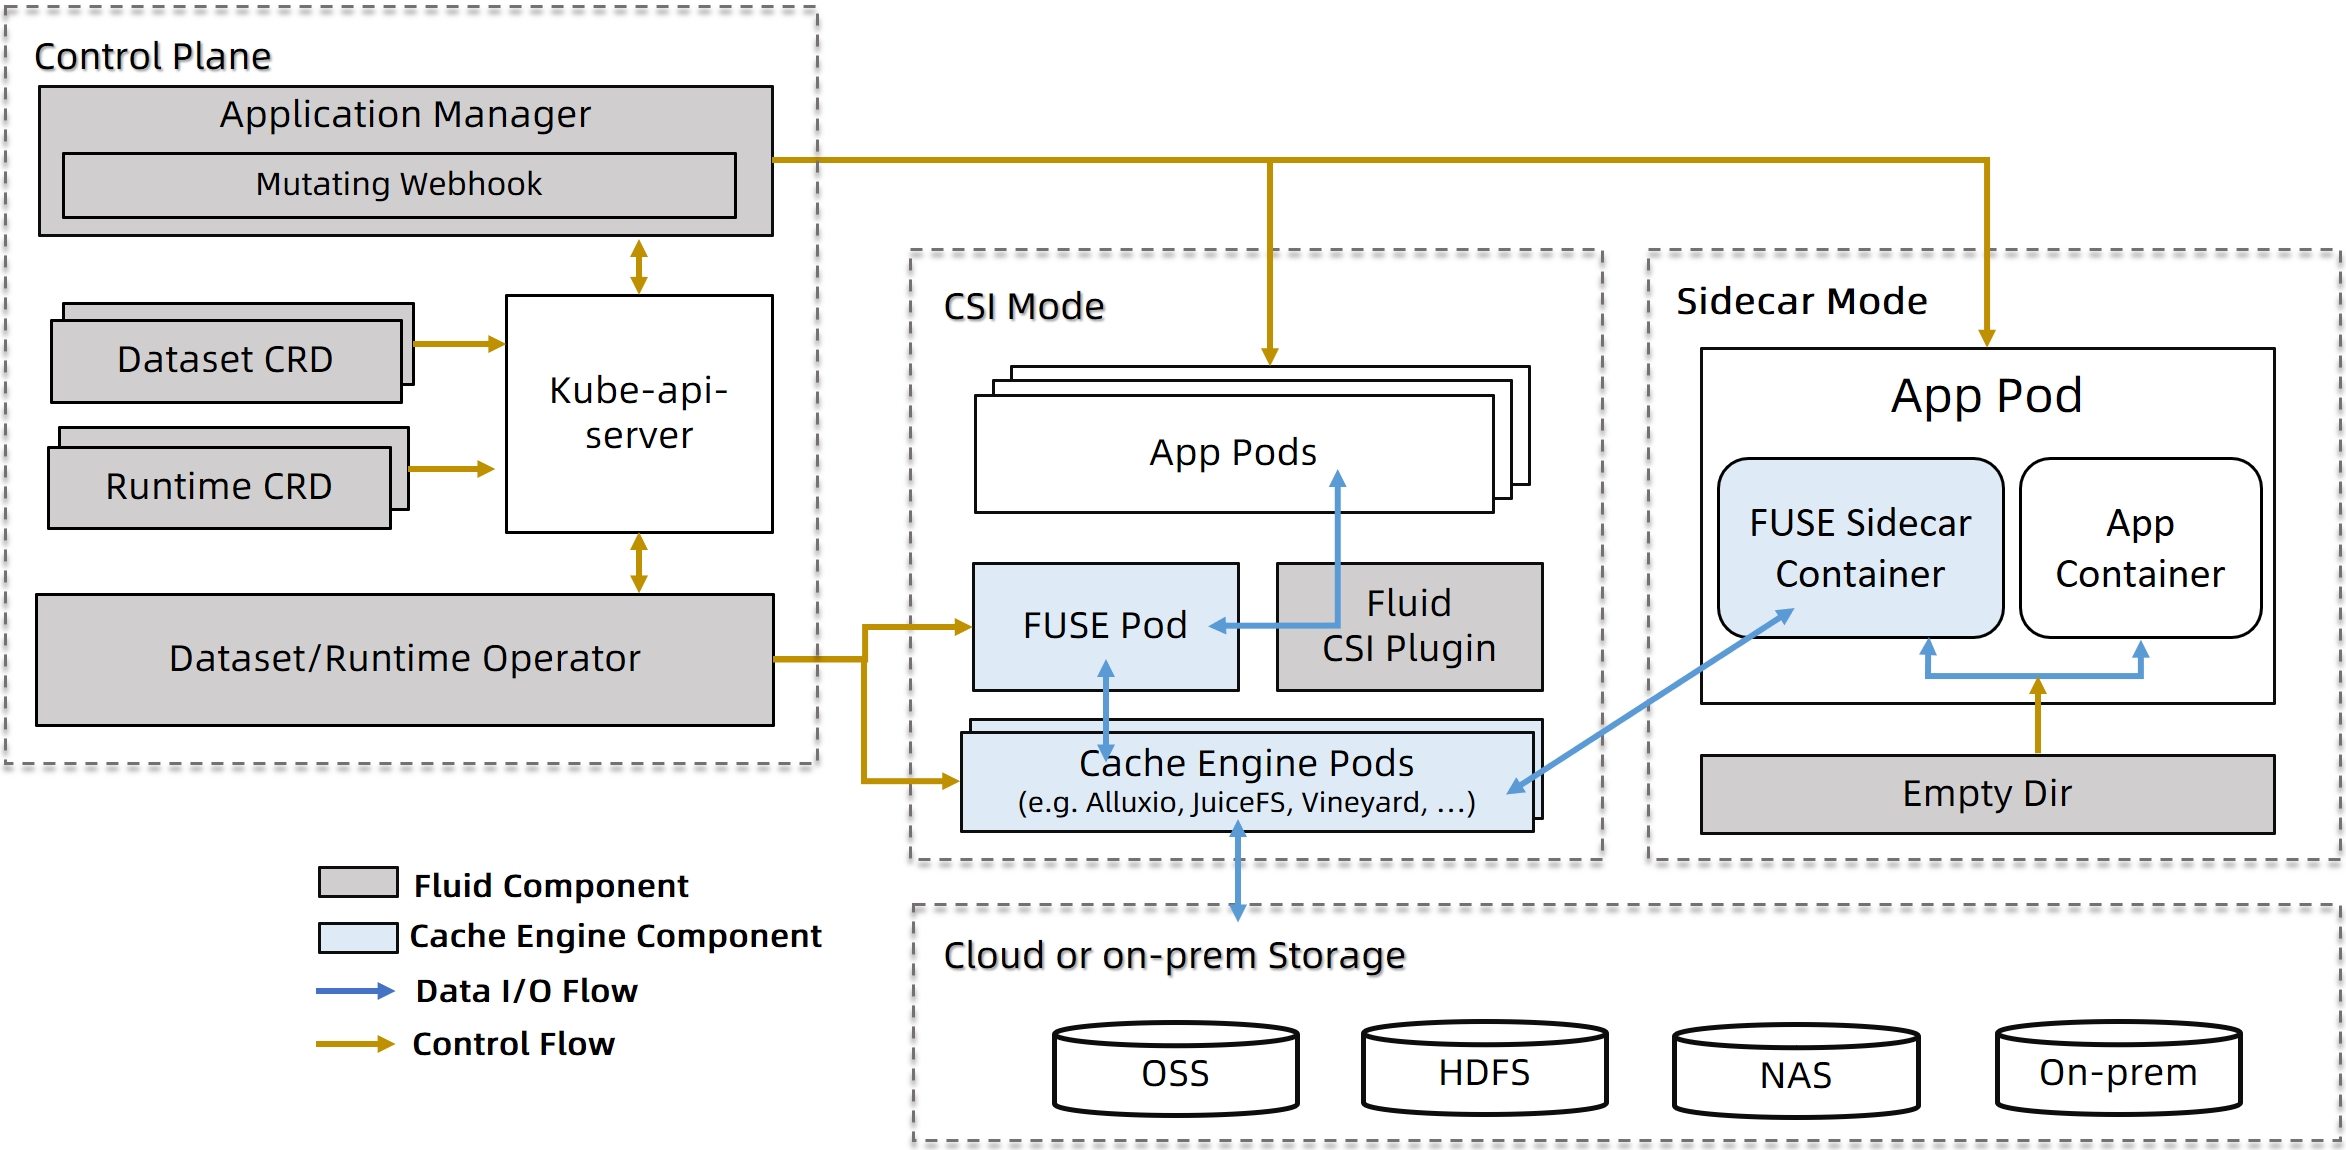 Control Plane
Application Manager
Mutating Webhook
Dataset CRD
Runtime CRD
Kube-api-
server
Dataset/Runtime Operator
CSI Mode
App Pods
FUSE Pod
Fluid
CSI Plugin
Cache Engine Pods
(e.g. Alluxio, JuiceFS, Vineyard, ...)
Sidecar Mode
App Pod
FUSE Sidecar
Container
App
Container
Empty Dir
Fluid Component
Cache Engine Component
Data I/O Flow
Control Flow
Cloud or on-prem Storage
OSS
HDFS
NAS
On-prem